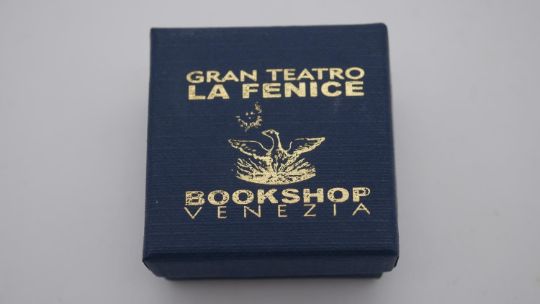 GRAN TEATRO
LA FENICE
BOOKSHOP
VENEZIA